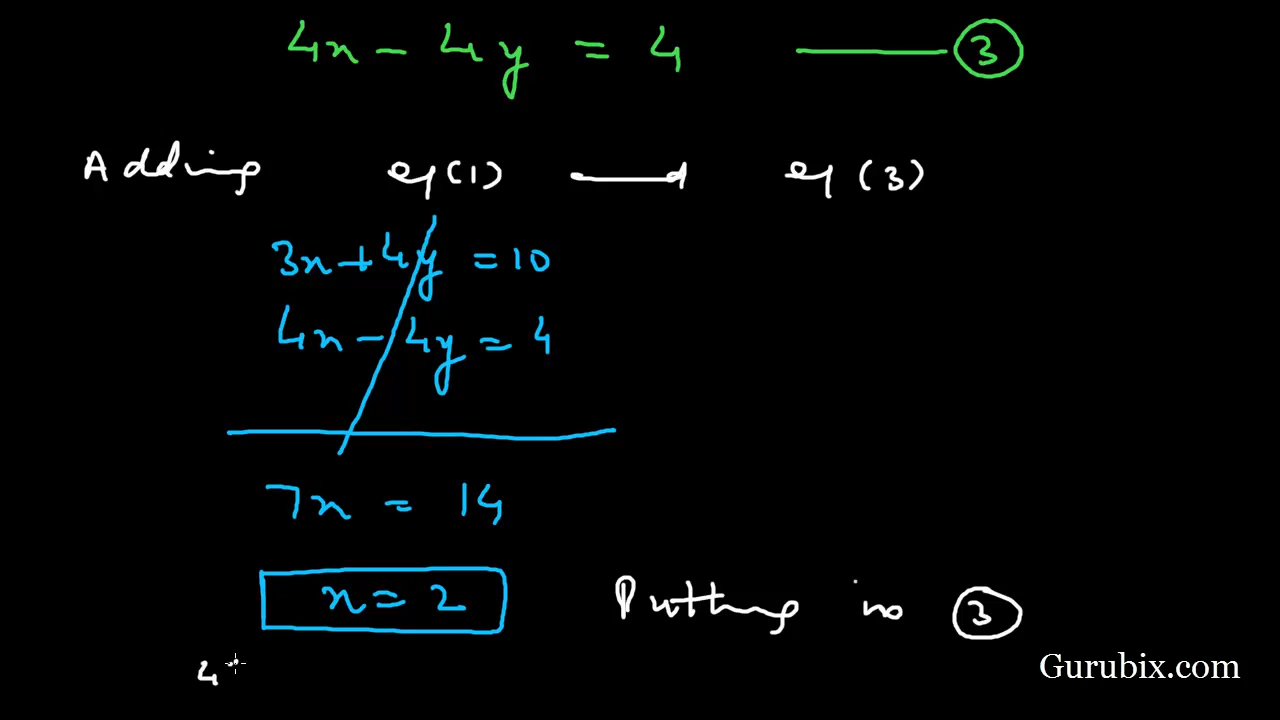 4x - 4y = 4 ——— 3
Adding eq(1) — eq(3)
3x + 4y = 10
4x - 4y = 4
7x = 14
x = 2 Putting in 3
4
Gurubix.com